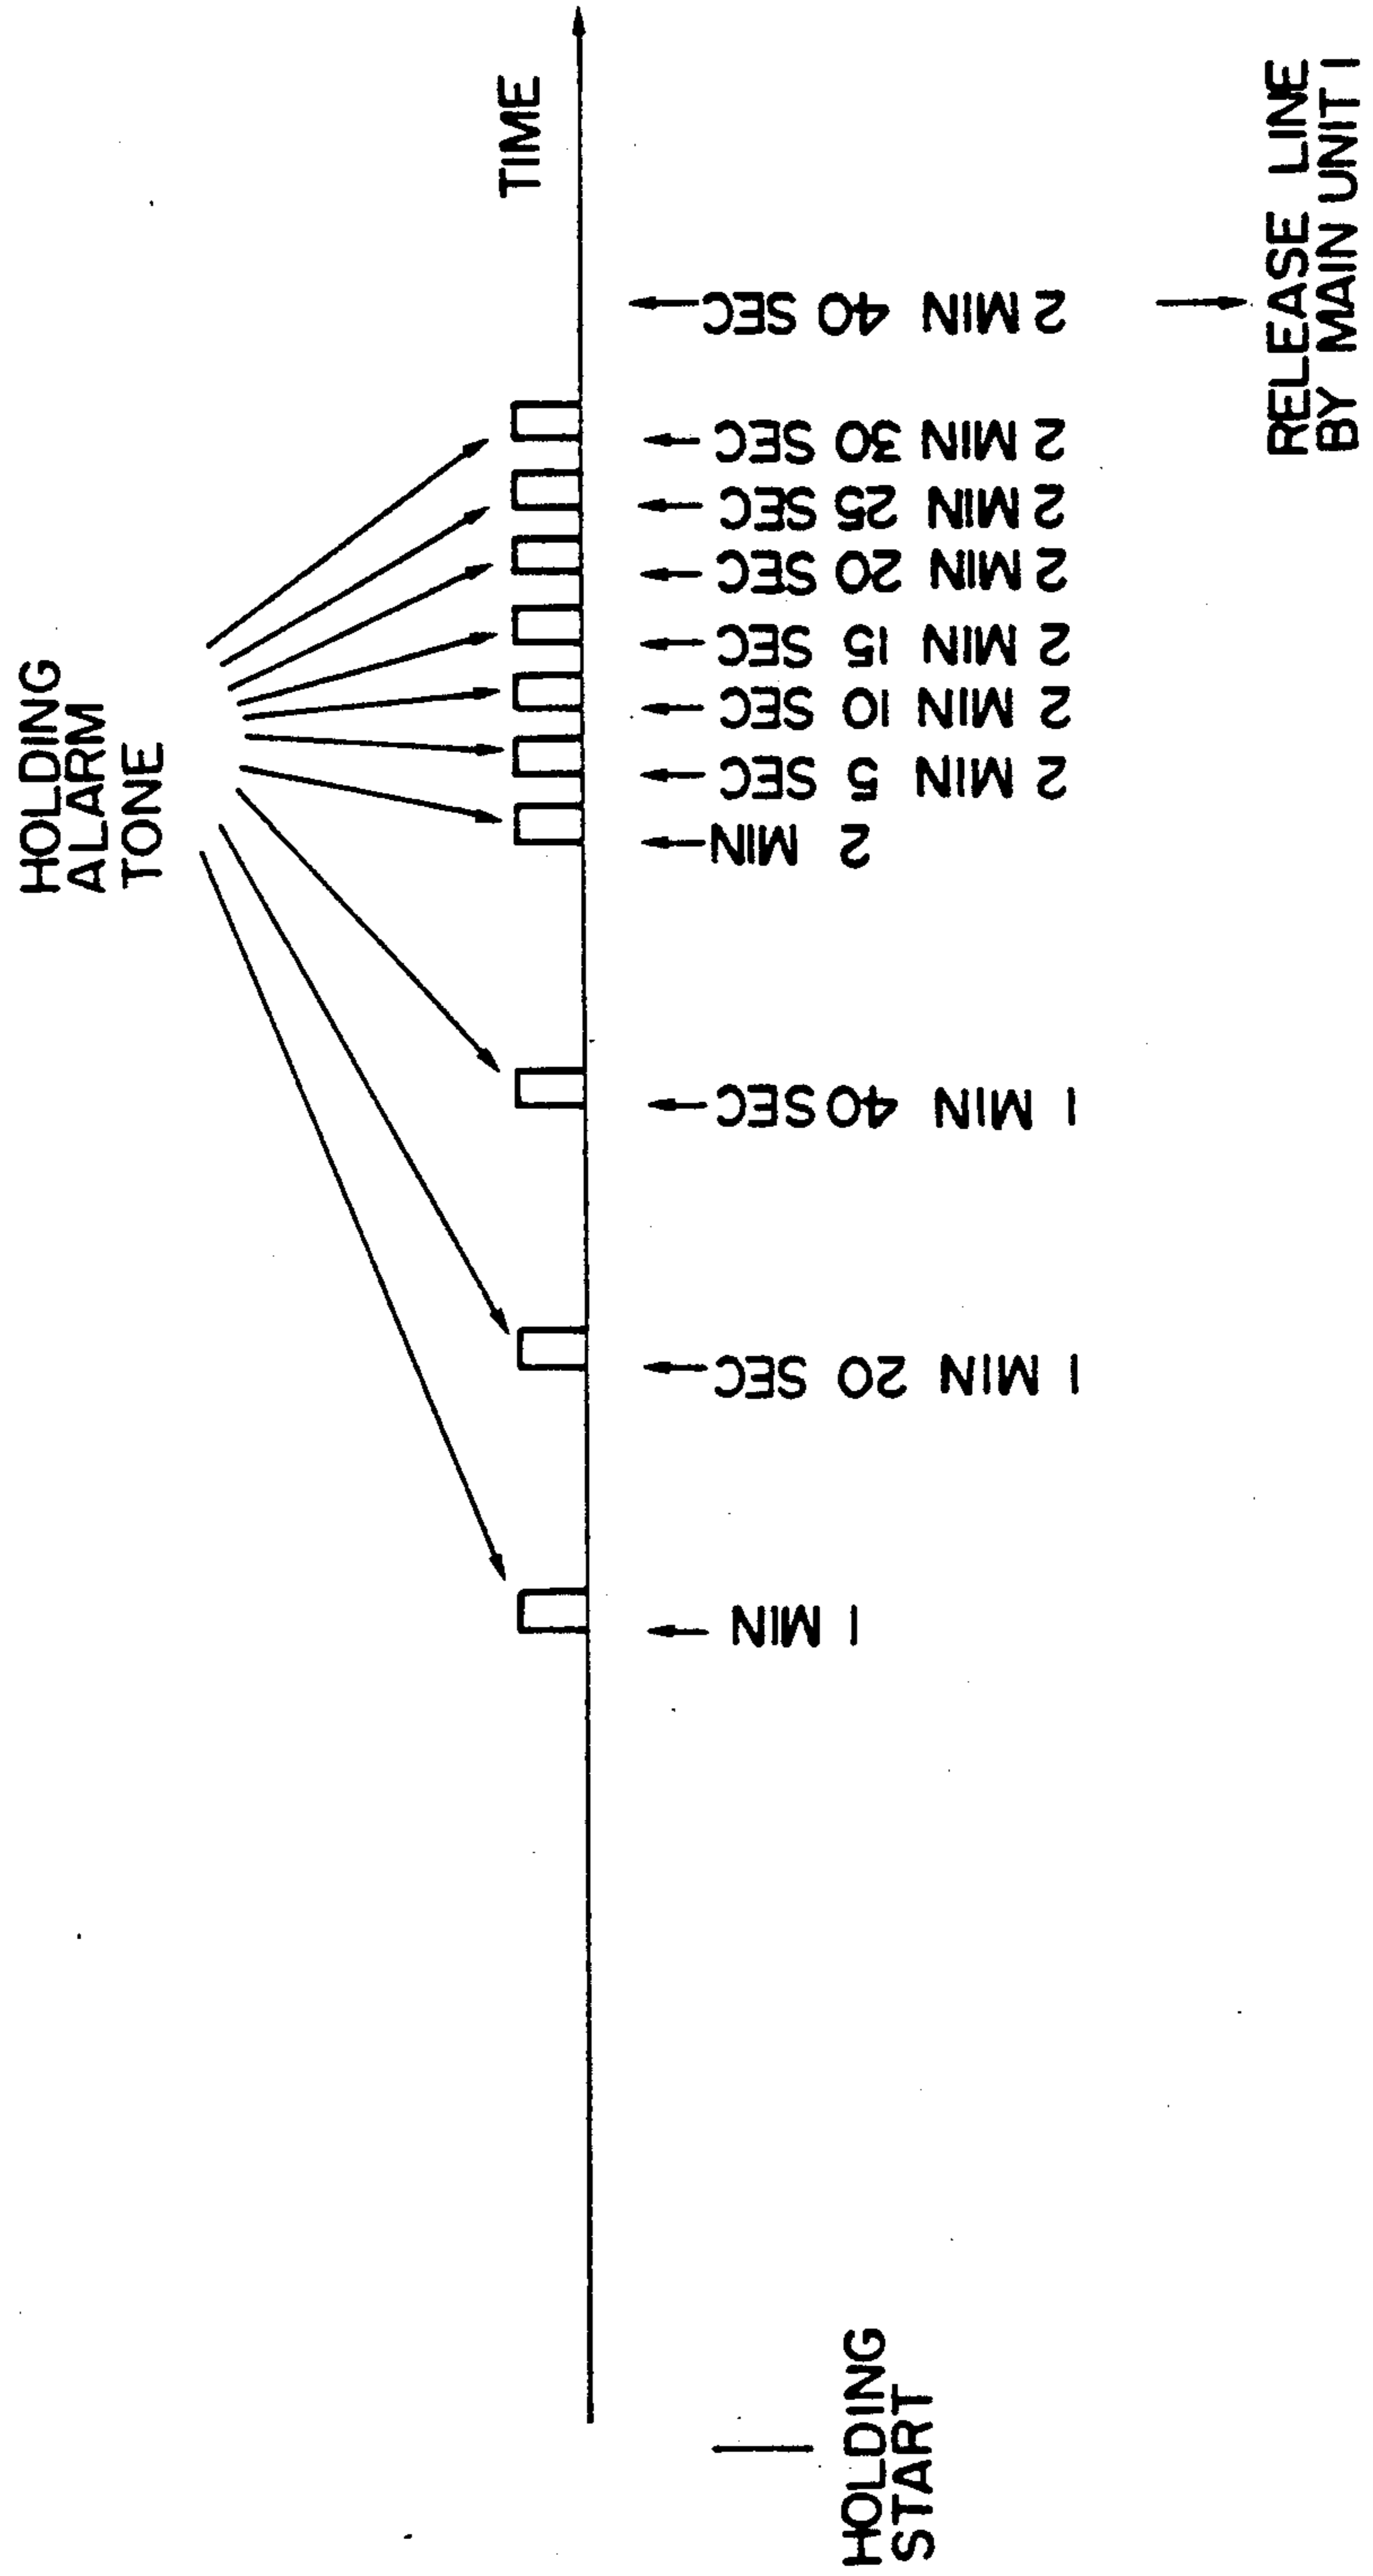 HOLDING
ALARM
TONE
TIME
HOLDING
START
1 MIN
1 MIN 20 SEC
1 MIN 40 SEC
2 MIN
2 MIN 5 SEC
2 MIN 10 SEC
2 MIN 15 SEC
2 MIN 20 SEC
2 MIN 25 SEC
2 MIN 30 SEC
2 MIN 40 SEC
RELEASE LINE
BY MAIN UNIT 1